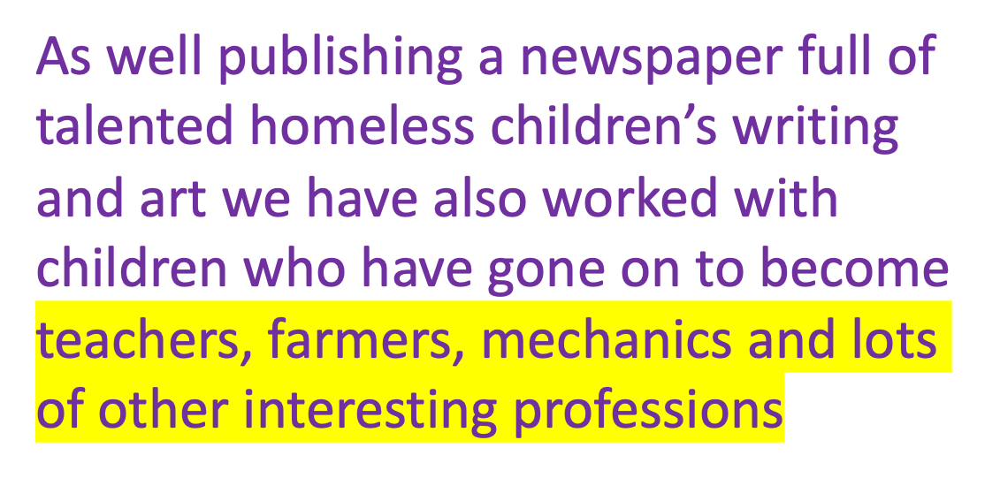 As well publishing a newspaper full of
talented homeless children’s writing
and art we have also worked with
children who have gone on to become
teachers, farmers, mechanics and lots
of other interesting professions